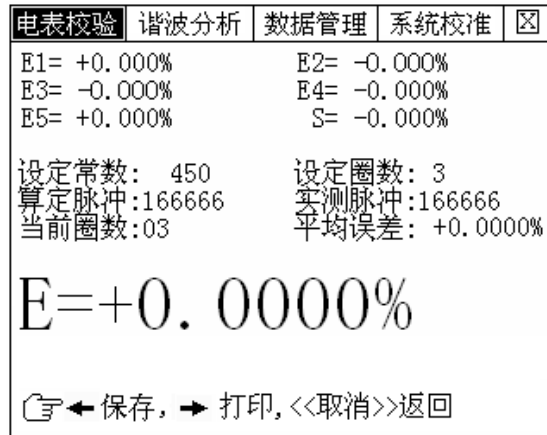 电表校验 谐波分析 数据管理 系统校准
E1= +0.000% E2= -0.000%
E3= -0.000% E4= -0.000%
E5= +0.000% S= -0.000%
设定常数: 450 设定圈数: 3
算定脉冲:166666 实测脉冲:166666
当前圈数:03 平均误差: +0.0000%
E=+0.0000%
☞← 保存, → 打印,<<取消>>返回